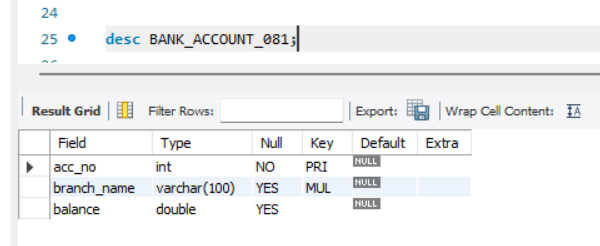 24
25 desc BANK_ACCOUNT_081;
Result Grid Filter Rows: Export: Wrap Cell Content: IA
Field Type Null Key Default Extra
acc_no int NO PRI NULL
branch_name varchar(100) YES MUL NULL
balance double YES NULL